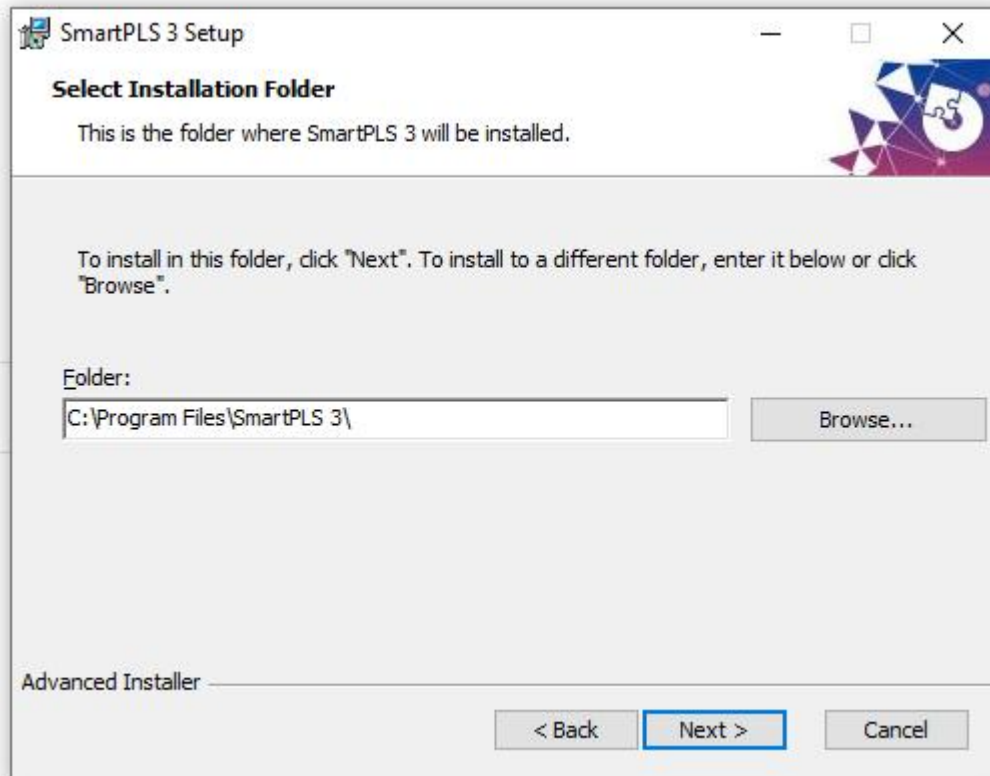 SmartPLS 3 Setup
Select Installation Folder
This is the folder where SmartPLS 3 will be installed.
To install in this folder, click "Next". To install to a different folder, enter it below or click
"Browse".
Folder:
C:\Program Files\SmartPLS 3\
Browse...
Advanced Installer
< Back
Next >
Cancel